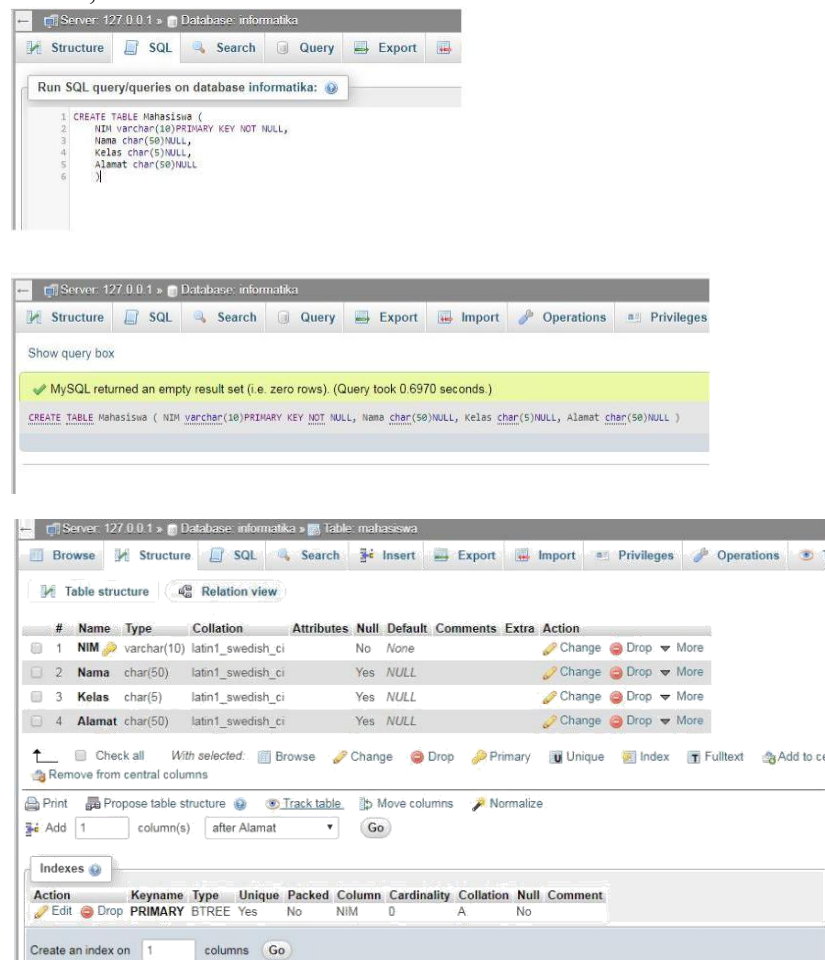 Server: 127.0.0.1 » Database: informatika
Structure SQL Search Query Export
Run SQL query/queries on database informatika:
1 CREATE TABLE Mahasiswa (
2 NIM varchar(10)PRIMARY KEY NOT NULL,
3 Nama char(50)NULL,
4 Kelas char(5)NULL,
5 Alamat char(50)NULL
6 )
Server: 127.0.0.1 » Database: informatika
Structure SQL Search Query Export Import Operations Privileges
Show query box
MySQL returned an empty result set (i.e. zero rows). (Query took 0.6970 seconds.)
CREATE TABLE Mahasiswa ( NIM varchar(10)PRIMARY KEY NOT NULL, Nama char(50)NULL, Kelas char(5)NULL, Alamat char(50)NULL )
Server: 127.0.0.1 » Database: informatika » Table: mahasiswa
Browse Structure SQL Search Insert Export Import Privileges Operations
Table structure Relation view
# Name Type Collation Attributes Null Default Comments Extra Action
1 NIM varchar(10) latin1_swedish_ci No None Change Drop More
2 Nama char(50) latin1_swedish_ci Yes NULL Change Drop More
3 Kelas char(5) latin1_swedish_ci Yes NULL Change Drop More
4 Alamat char(50) latin1_swedish_ci Yes NULL Change Drop More
Check all With selected: Browse Change Drop Primary Unique Index Fulltext Add to ce
Remove from central columns
Print Propose table structure Track table Move columns Normalize
Add 1 column(s) after Alamat Go
Indexes
Action Keyname Type Unique Packed Column Cardinality Collation Null Comment
Edit Drop PRIMARY BTREE Yes No NIM 0 A No
Create an index on 1 columns Go